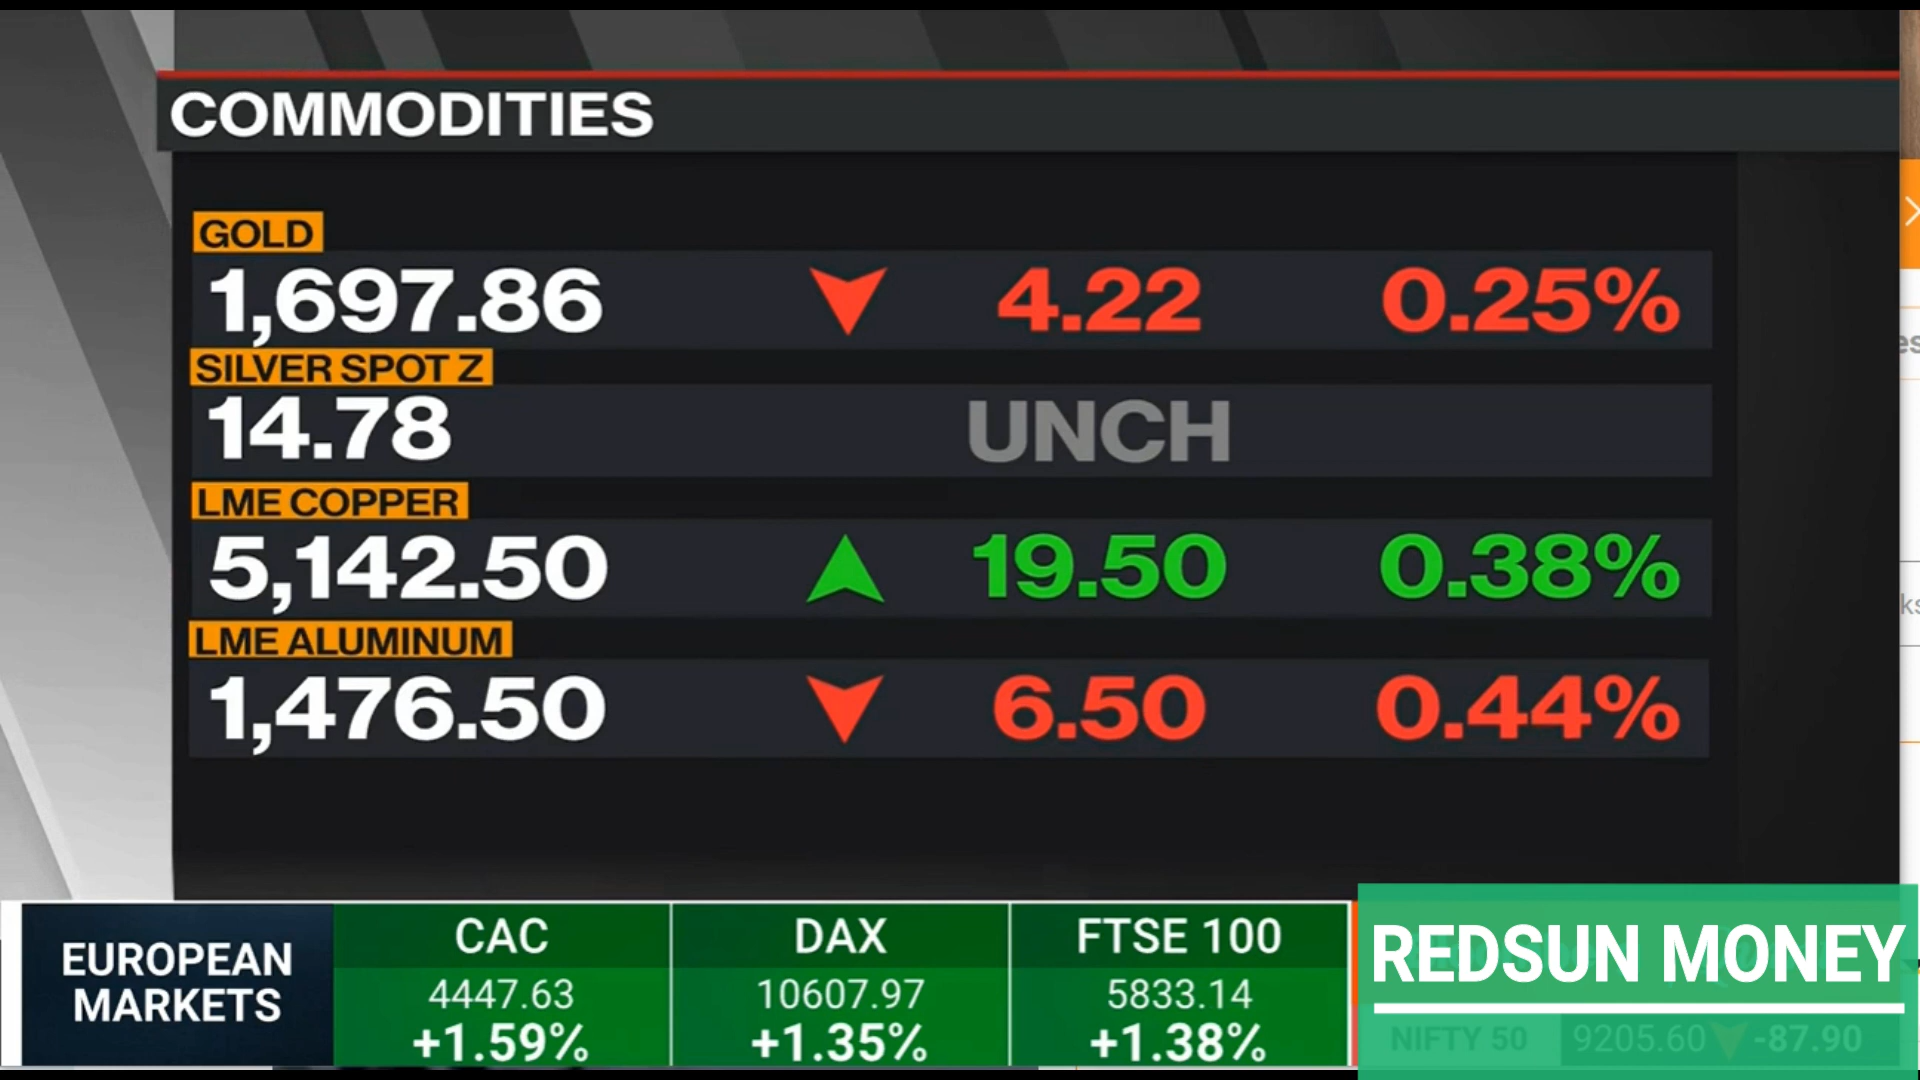 COMMODITIES
GOLD
1,697.86 4.22 0.25%
SILVER SPOT Z
14.78 UNCH
LME COPPER
5,142.50 19.50 0.38%
LME ALUMINUM
1,476.50 6.50 0.44%
EUROPEAN
MARKETS
CAC
4447.63
+1.59%
DAX
10607.97
+1.35%
FTSE 100
5833.14
+1.38%
REDSUN MONEY
NIFTY 50 9205.60 -87.90